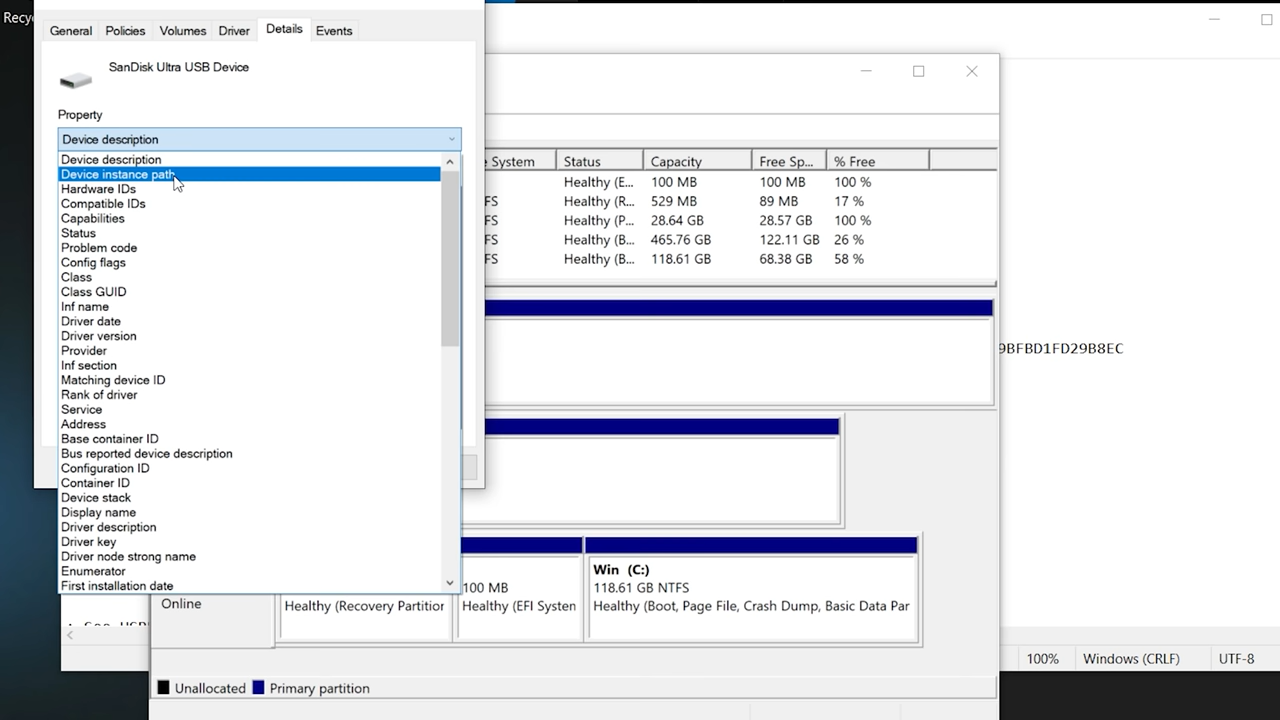 Recyc
General Policies Volumes Driver Details Events
SanDisk Ultra USB Device
Property
Device description
Device description
Device instance path
Hardware IDs
Compatible IDs
Capabilities
Status
Problem code
Config flags
Class
Class GUID
Inf name
Driver date
Driver version
Provider
Inf section
Matching device ID
Rank of driver
Service
Address
Base container ID
Bus reported device description
Configuration ID
Container ID
Device stack
Display name
Driver description
Driver key
Driver node strong name
Enumerator
First installation date
e System Status Capacity Free Sp... % Free
Healthy (E... 100 MB 100 MB 100 %
FS Healthy (R... 529 MB 89 MB 17 %
FS Healthy (P... 28.64 GB 28.57 GB 100 %
FS Healthy (B... 465.76 GB 122.11 GB 26 %
FS Healthy (B... 118.61 GB 68.38 GB 58 %
9BFBD1FD29B8EC
Win (C:)
100 MB 118.61 GB NTFS
Online Healthy (Recovery Partitior Healthy (EFI Systen Healthy (Boot, Page File, Crash Dump, Basic Data Par
100% Windows (CRLF) UTF-8
Unallocated Primary partition